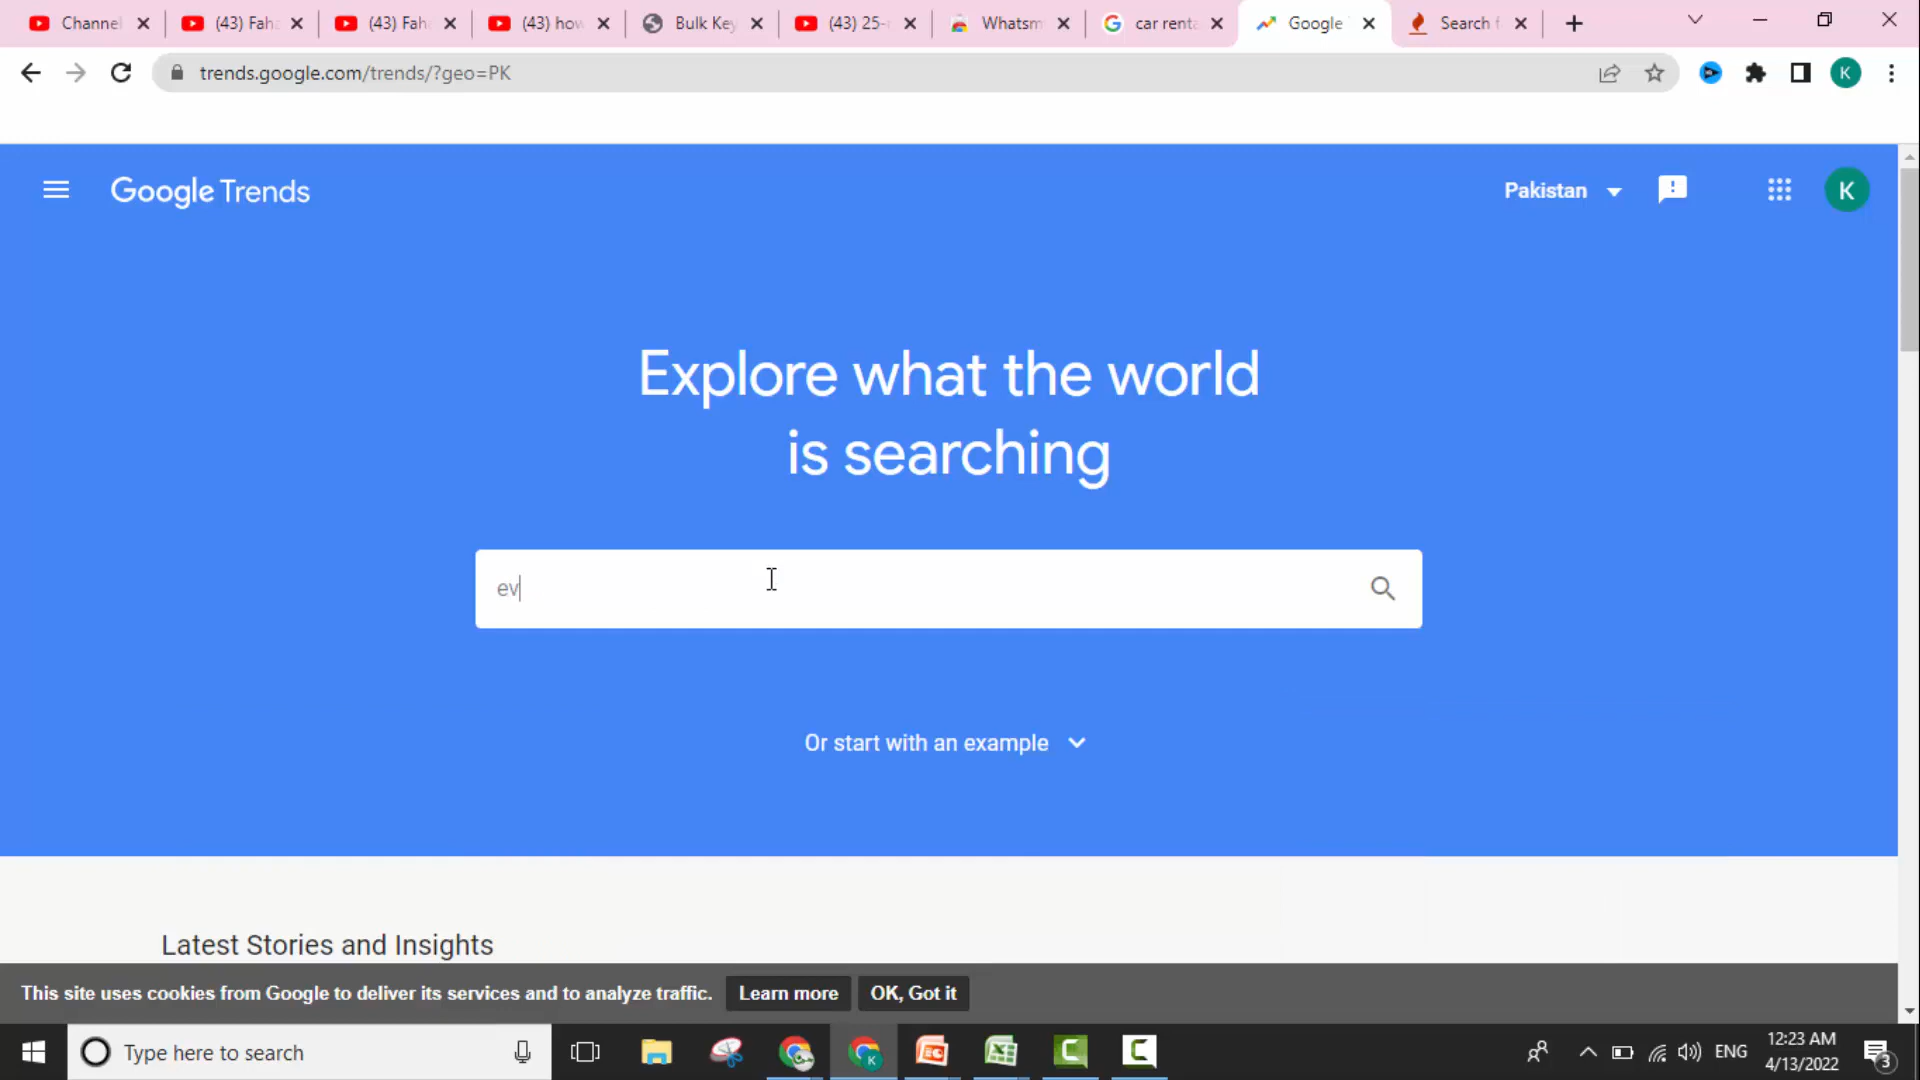 Channel
(43) Fah
(43) Fah
(43) how
Bulk Key
(43) 25-
Whatsm
car renta
Google
Search f
trends.google.com/trends/?geo=PK
K
Google Trends
Pakistan
K
Explore what the world
is searching
ev
Or start with an example
Latest Stories and Insights
This site uses cookies from Google to deliver its services and to analyze traffic.
Learn more
OK, Got it
Type here to search
ENG
12:23 AM
4/13/2022
3